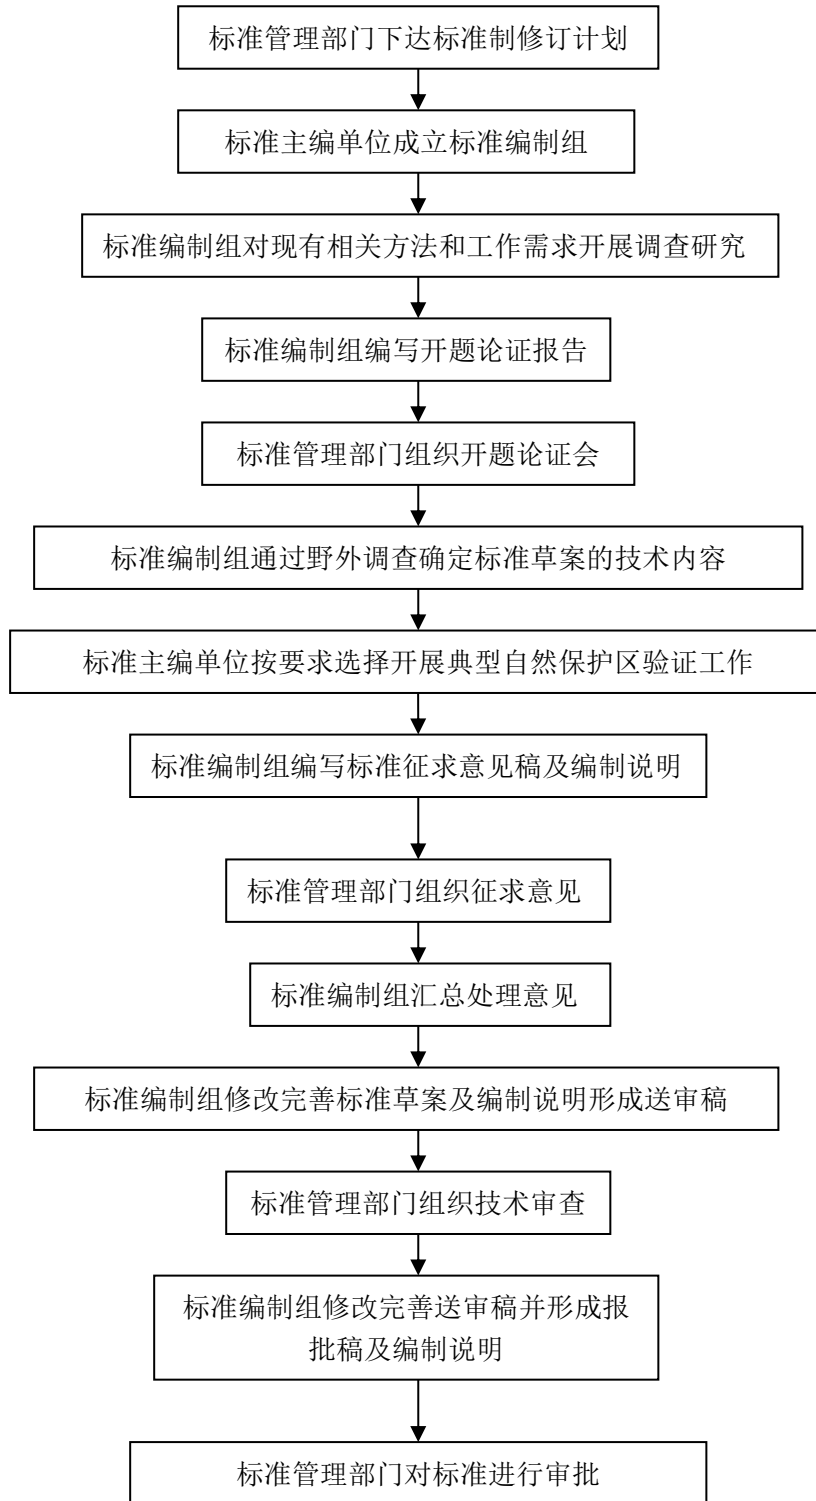 标准管理部门下达标准制修订计划
标准主编单位成立标准编制组
标准编制组对现有相关方法和工作需求开展调查研究
标准编制组编写开题论证报告
标准管理部门组织开题论证会
标准编制组通过野外调查确定标准草案的技术内容
标准主编单位按要求选择开展典型自然保护区验证工作
标准编制组编写标准征求意见稿及编制说明
标准管理部门组织征求意见
标准编制组汇总处理意见
标准编制组修改完善标准草案及编制说明形成送审稿
标准管理部门组织技术审查
标准编制组修改完善送审稿并形成报
批稿及编制说明
标准管理部门对标准进行审批